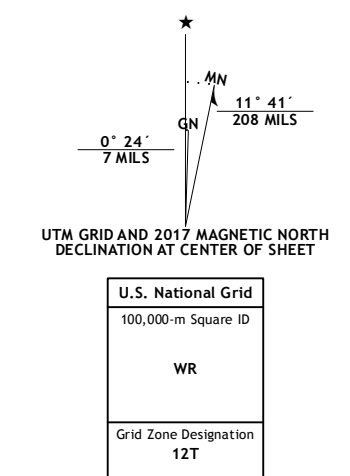 ★
MN
11° 41´
208 MILS
GN
0° 24´
7 MILS
UTM GRID AND 2017 MAGNETIC NORTH
DECLINATION AT CENTER OF SHEET
U.S. National Grid
100,000-m Square ID
WR
Grid Zone Designation
12T